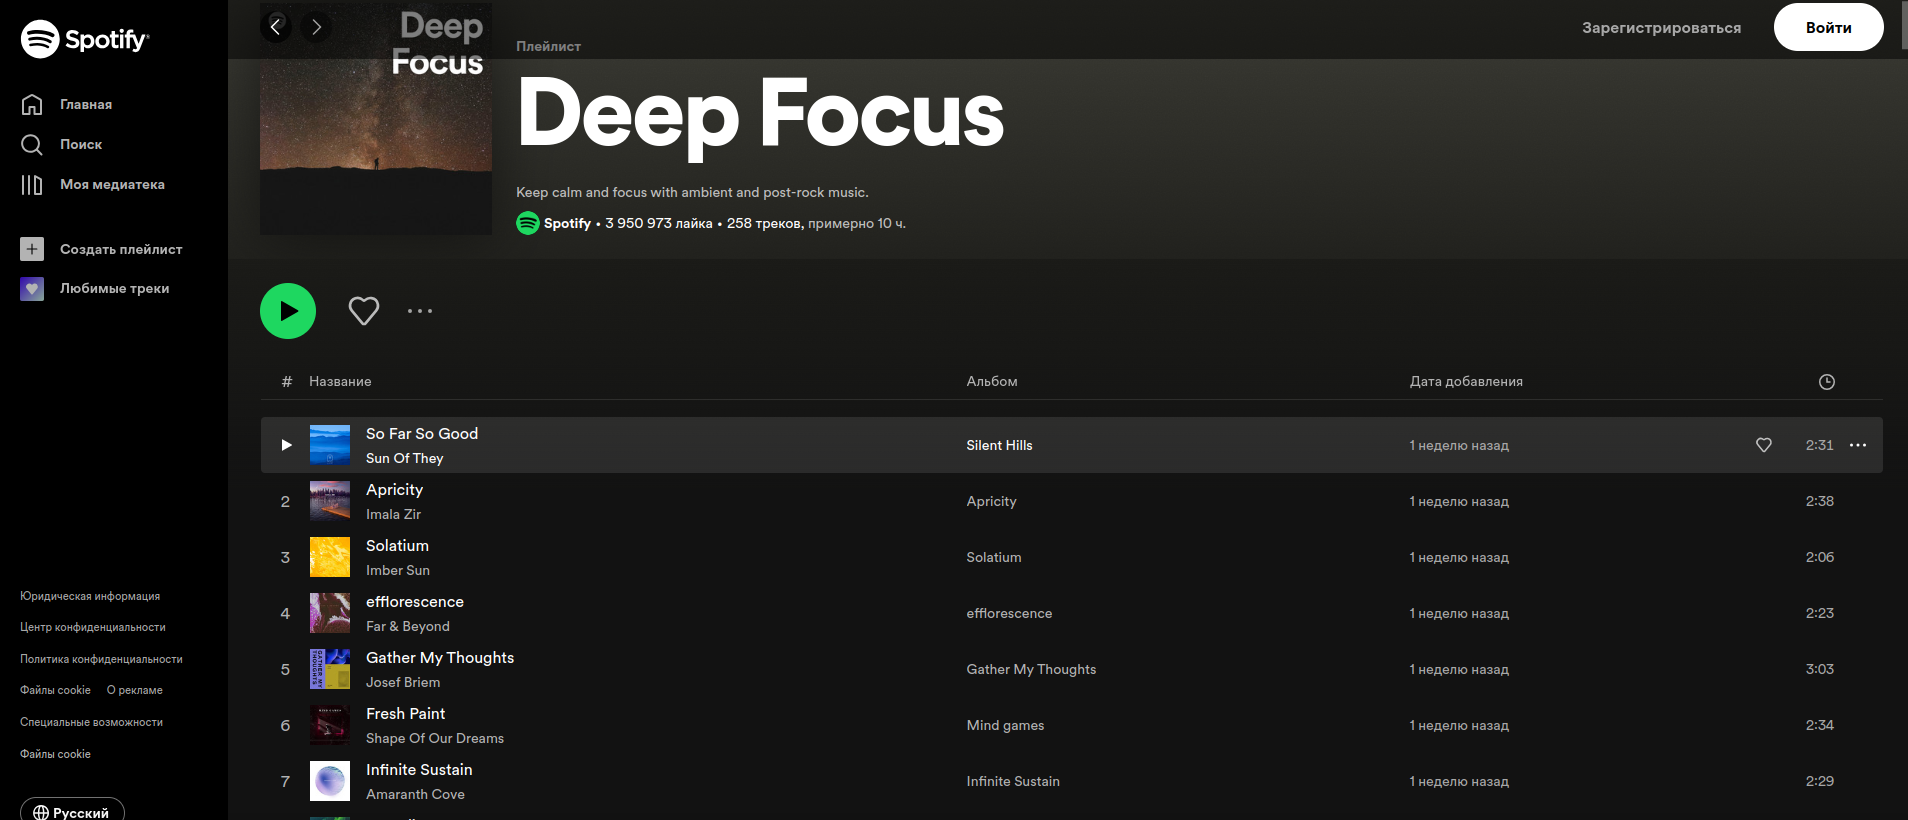 Spotify
Главная
Поиск
Моя медиатека
Создать плейлист
Любимые треки
Юридическая информация
Центр конфиденциальности
Политика конфиденциальности
Файлы cookie О рекламе
Специальные возможности
Файлы cookie
Русский
Зарегистрироваться Войти
Deep
Focus
Плейлист
Deep Focus
Keep calm and focus with ambient and post-rock music.
Spotify • 3 950 973 лайка • 258 треков, примерно 10 ч.
# Название Альбом Дата добавления
So Far So Good
Sun Of They
Silent Hills 1 неделю назад 2:31
2 Apricity
Imala Zir
Apricity 1 неделю назад 2:38
3 Solatium
Imber Sun
Solatium 1 неделю назад 2:06
4 efflorescence
Far & Beyond
efflorescence 1 неделю назад 2:23
5 Gather My Thoughts
Josef Briem
Gather My Thoughts 1 неделю назад 3:03
6 Fresh Paint
Shape Of Our Dreams
Mind games 1 неделю назад 2:34
7 Infinite Sustain
Amaranth Cove
Infinite Sustain 1 неделю назад 2:29